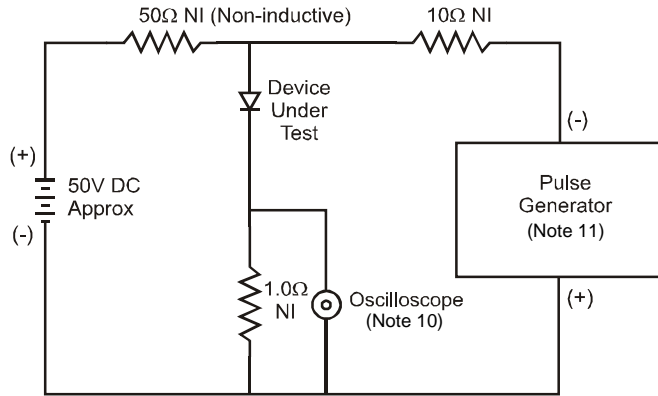 50Ω NI (Non-inductive)
10Ω NI
Device
Under
Test
(-)
(+)
50V DC
Approx
(-)
Pulse
Generator
(Note 11)
1.0Ω
NI
Oscilloscope
(Note 10)
(+)